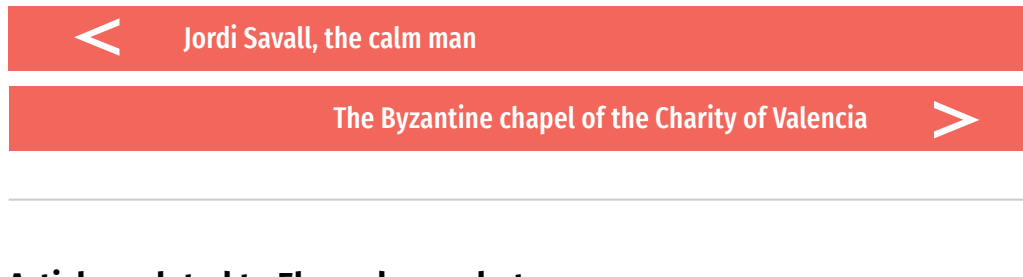 <
Jordi Savall, the calm man
The Byzantine chapel of the Charity of Valencia
>